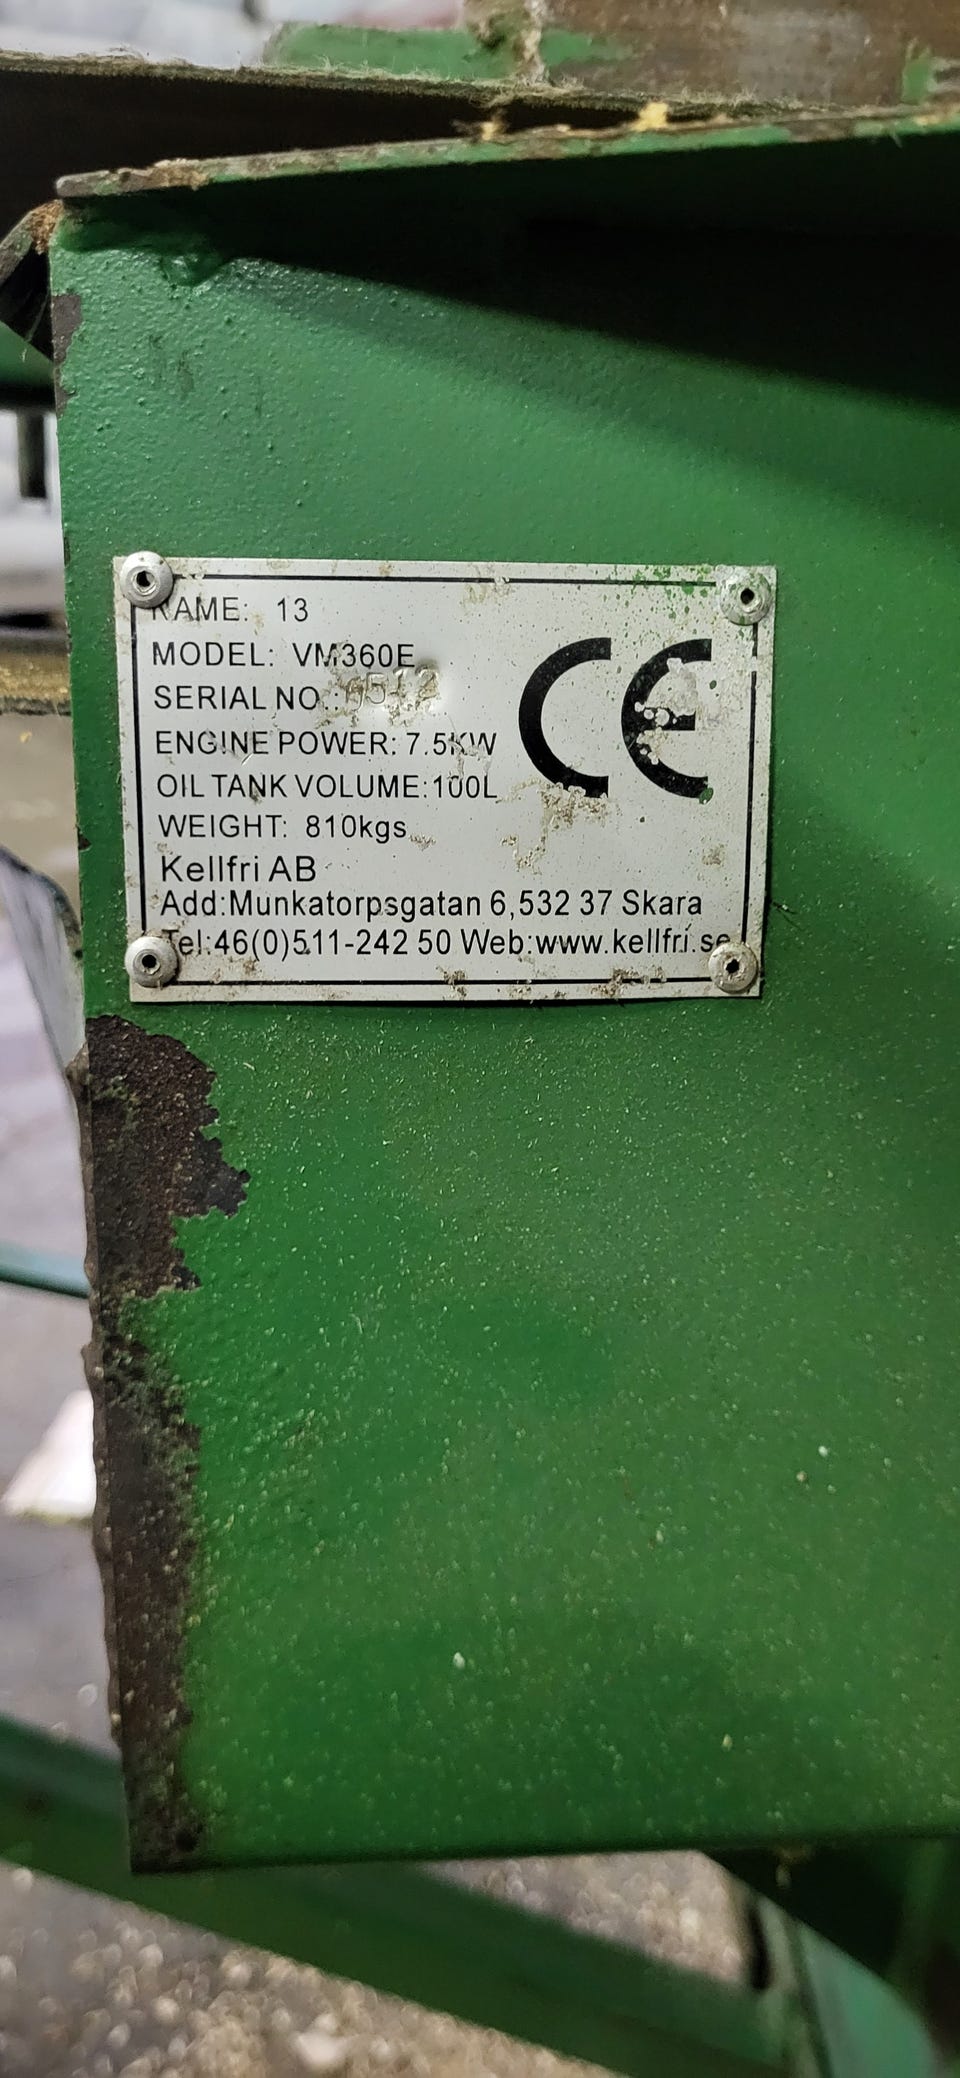 NAME: 13
MODEL: VM360E
SERIAL NO.:
ENGINE POWER: 7.5KW
OIL TANK VOLUME:100L
WEIGHT: 810kgs
Kellfri AB
Add:Munkatorpsgatan 6,532 37 Skara
Tel:46(0)511-242 50 Web:www.kellfri.se
CE